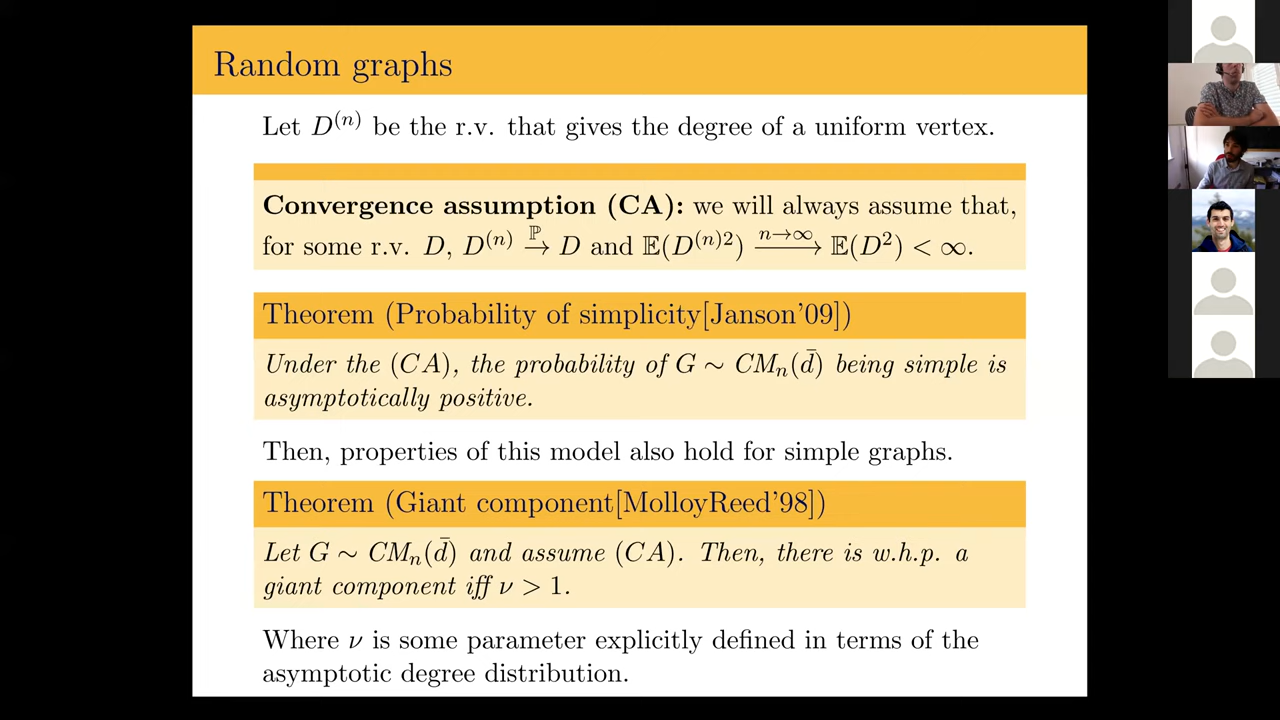 Random graphs
Let D⁽ⁿ⁾ be the r.v. that gives the degree of a uniform vertex.
Convergence assumption (CA): we will always assume that,
for some r.v. D, D⁽ⁿ⁾ →^ℙ D and 𝔼(D⁽ⁿ⁾²) →^{n→∞} 𝔼(D²) < ∞.
Theorem (Probability of simplicity[Janson'09])
Under the (CA), the probability of G ∼ CMₙ(d̄) being simple is
asymptotically positive.
Then, properties of this model also hold for simple graphs.
Theorem (Giant component[MolloyReed'98])
Let G ∼ CMₙ(d̄) and assume (CA). Then, there is w.h.p. a
giant component iff ν > 1.
Where ν is some parameter explicitly defined in terms of the
asymptotic degree distribution.